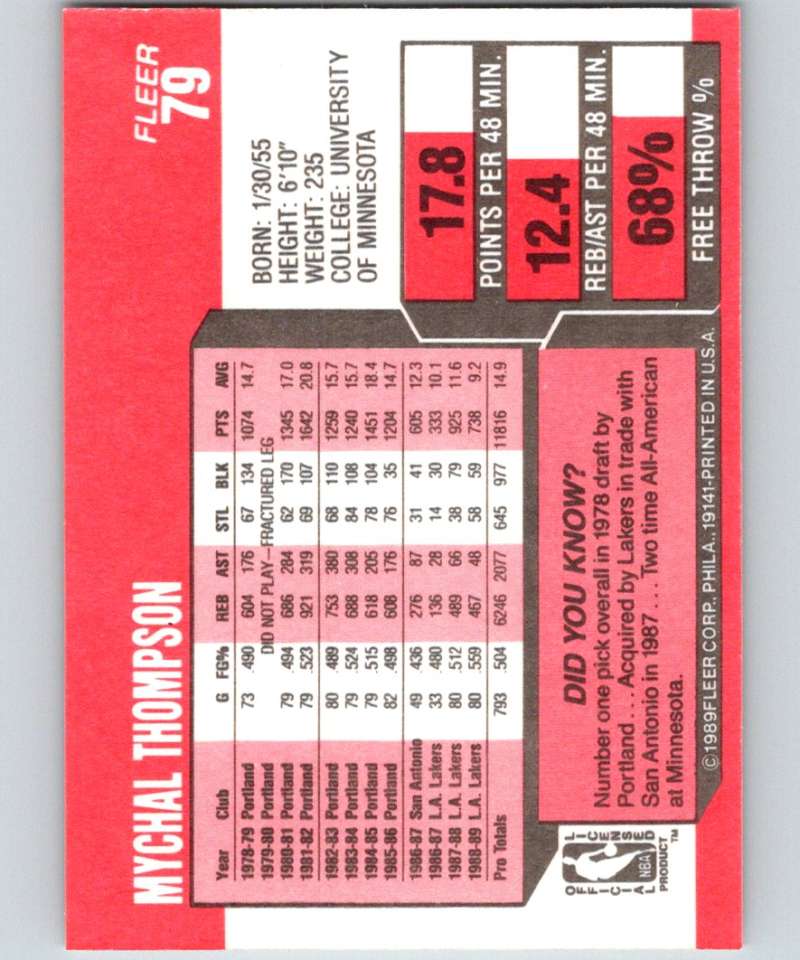 MYCHAL THOMPSON
FLEER
79
Year Club G FG% REB AST STL BLK PTS AVG
1978-79 Portland 73 .490 604 176 67 134 1074 14.7
1979-80 Portland DID NOT PLAY—FRACTURED LEG
1980-81 Portland 79 .494 686 284 62 170 1345 17.0
1981-82 Portland 79 .523 921 319 69 107 1642 20.8
1982-83 Portland 80 .489 753 380 68 110 1259 15.7
1983-84 Portland 79 .524 688 308 84 108 1240 15.7
1984-85 Portland 79 .515 618 205 78 104 1451 18.4
1985-86 Portland 82 .498 608 176 76 35 1204 14.7
1986-87 San Antonio 49 .436 276 87 31 41 605 12.3
1986-87 L.A. Lakers 33 .480 136 28 14 30 333 10.1
1987-88 L.A. Lakers 80 .512 489 66 38 79 925 11.6
1988-89 L.A. Lakers 80 .559 467 48 58 59 738 9.2
Pro Totals 793 .504 6246 2077 645 977 11816 14.9
BORN: 1/30/55
HEIGHT: 6'10"
WEIGHT: 235
COLLEGE: UNIVERSITY
OF MINNESOTA
17.8
POINTS PER 48 MIN.
12.4
REB/AST PER 48 MIN.
68%
FREE THROW %
DID YOU KNOW?
Number one pick overall in 1978 draft by
Portland... Acquired by Lakers in trade with
San Antonio in 1987... Two time All-American
at Minnesota.
OFFICIAL LICENSED
NBA
PRODUCT™
©1989 FLEER CORP., PHILA., 19141-PRINTED IN U.S.A.